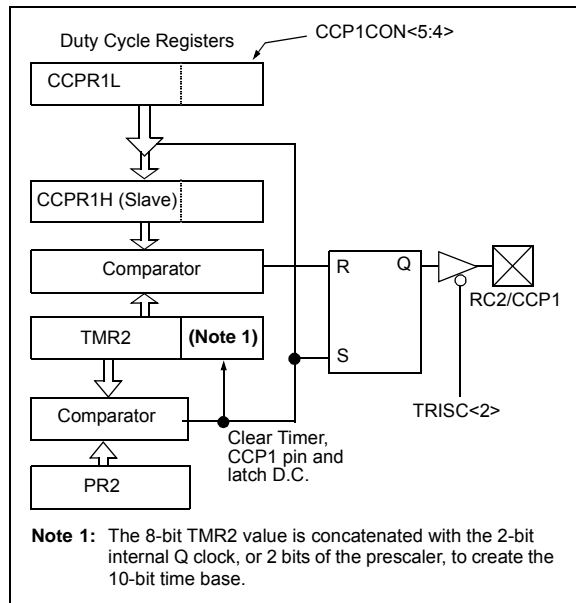 Duty Cycle Registers
CCP1CON<5:4>
CCPR1L
CCPR1H (Slave)
Comparator
R
Q
RC2/CCP1
TMR2
(Note 1)
S
TRISC<2>
Comparator
Clear Timer,
CCP1 pin and
latch D.C.
PR2
Note 1: The 8-bit TMR2 value is concatenated with the 2-bit
internal Q clock, or 2 bits of the prescaler, to create the
10-bit time base.